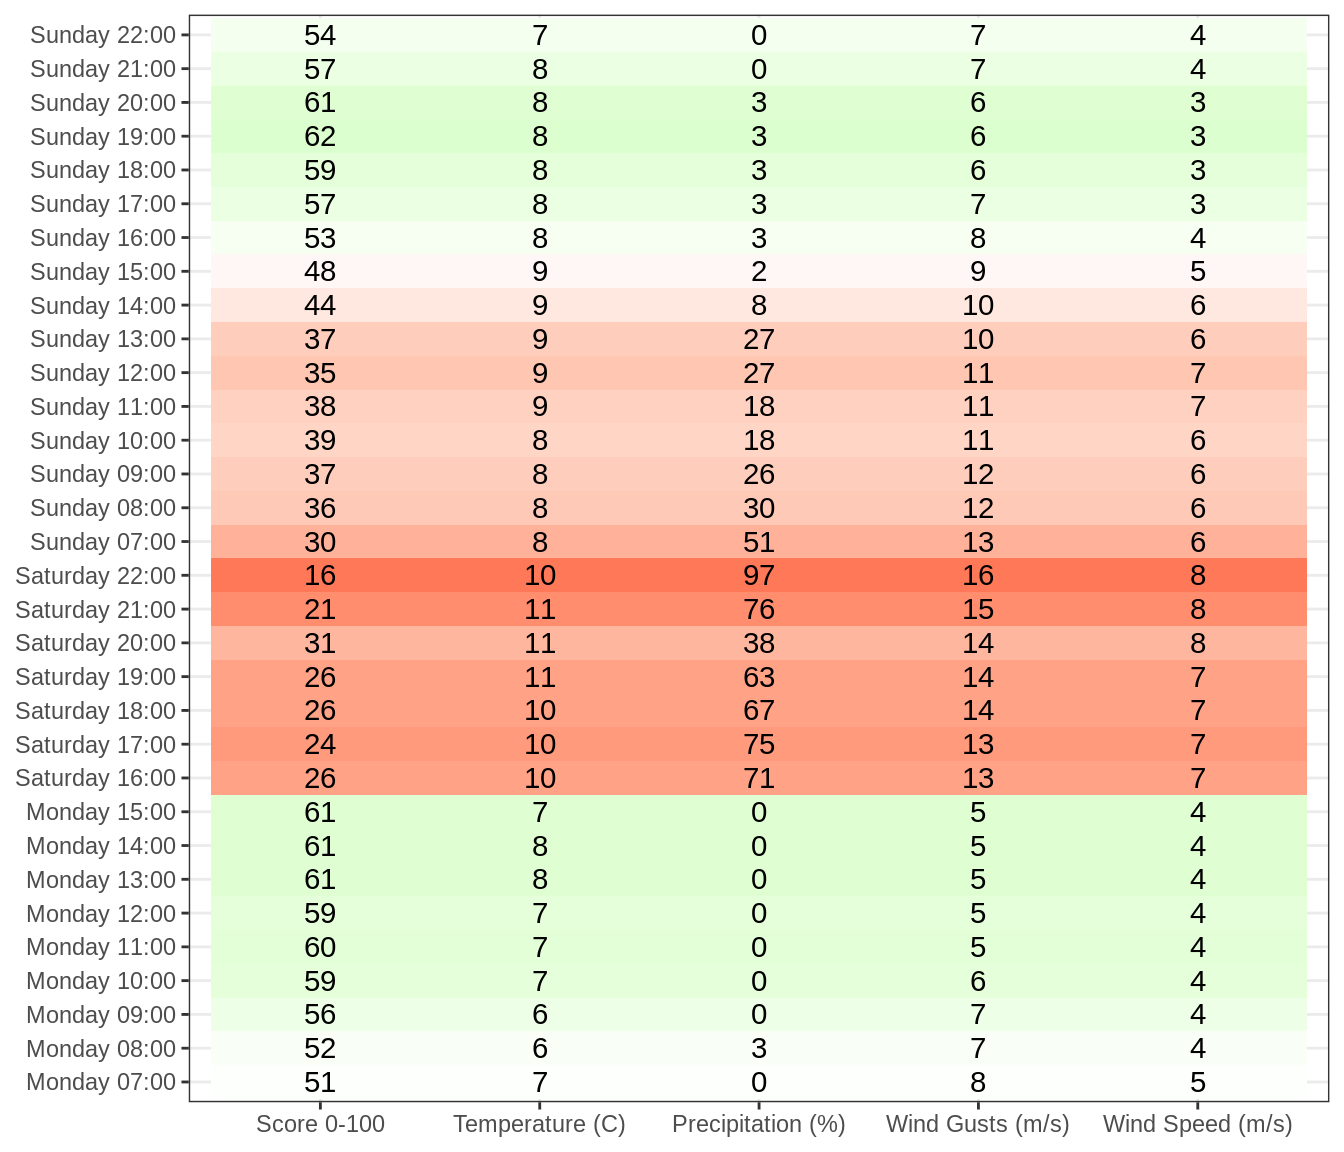 Sunday 22:00 54 7 0 7 4
Sunday 21:00 57 8 0 7 4
Sunday 20:00 61 8 3 6 3
Sunday 19:00 62 8 3 6 3
Sunday 18:00 59 8 3 6 3
Sunday 17:00 57 8 3 7 3
Sunday 16:00 53 8 3 8 4
Sunday 15:00 48 9 2 9 5
Sunday 14:00 44 9 8 10 6
Sunday 13:00 37 9 27 10 6
Sunday 12:00 35 9 27 11 7
Sunday 11:00 38 9 18 11 7
Sunday 10:00 39 8 18 11 6
Sunday 09:00 37 8 26 12 6
Sunday 08:00 36 8 30 12 6
Sunday 07:00 30 8 51 13 6
Saturday 22:00 16 10 97 16 8
Saturday 21:00 21 11 76 15 8
Saturday 20:00 31 11 38 14 8
Saturday 19:00 26 11 63 14 7
Saturday 18:00 26 10 67 14 7
Saturday 17:00 24 10 75 13 7
Saturday 16:00 26 10 71 13 7
Monday 15:00 61 7 0 5 4
Monday 14:00 61 8 0 5 4
Monday 13:00 61 8 0 5 4
Monday 12:00 59 7 0 5 4
Monday 11:00 60 7 0 5 4
Monday 10:00 59 7 0 6 4
Monday 09:00 56 6 0 7 4
Monday 08:00 52 6 3 7 4
Monday 07:00 51 7 0 8 5
Score 0-100 Temperature (C) Precipitation (%) Wind Gusts (m/s) Wind Speed (m/s)